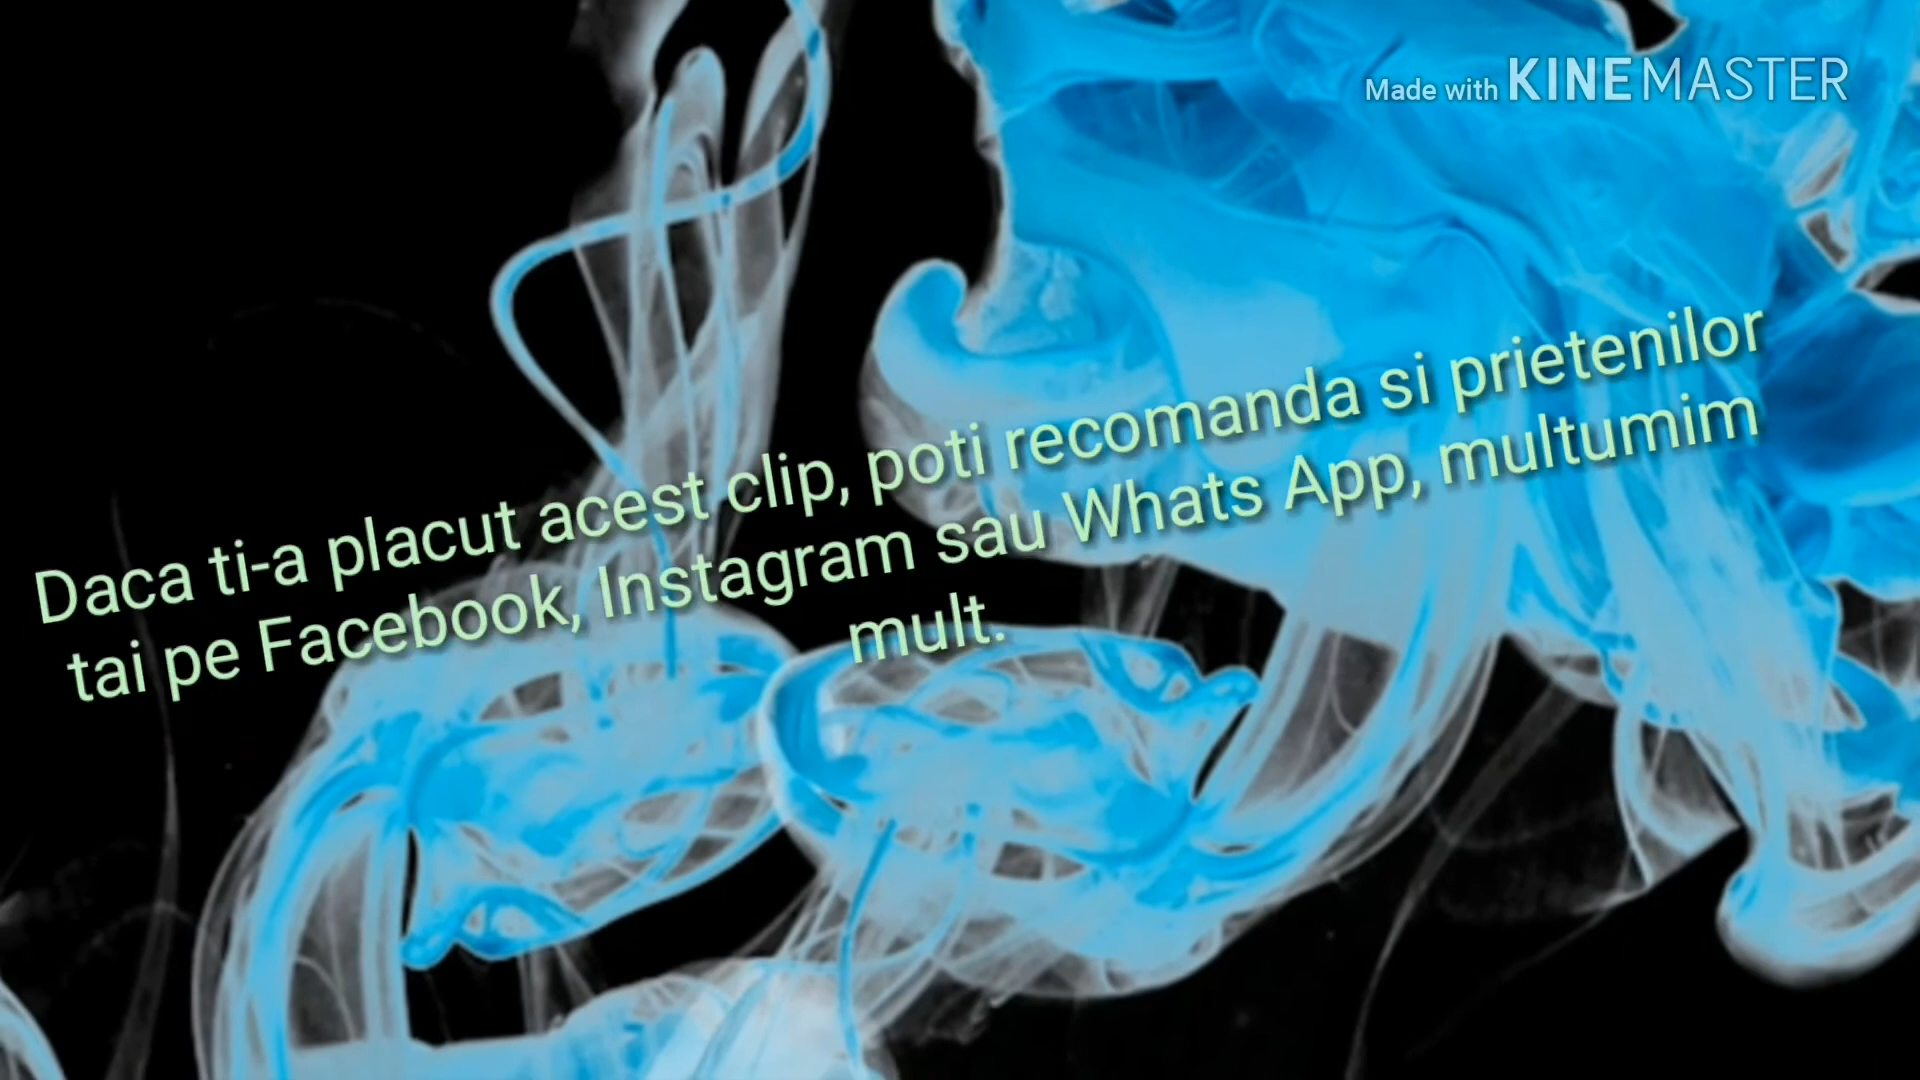 Made with KINEMASTER
Daca ti-a placut acest clip, poti recomanda si prietenilor
tai pe Facebook, Instagram sau Whats App, multumim
mult.